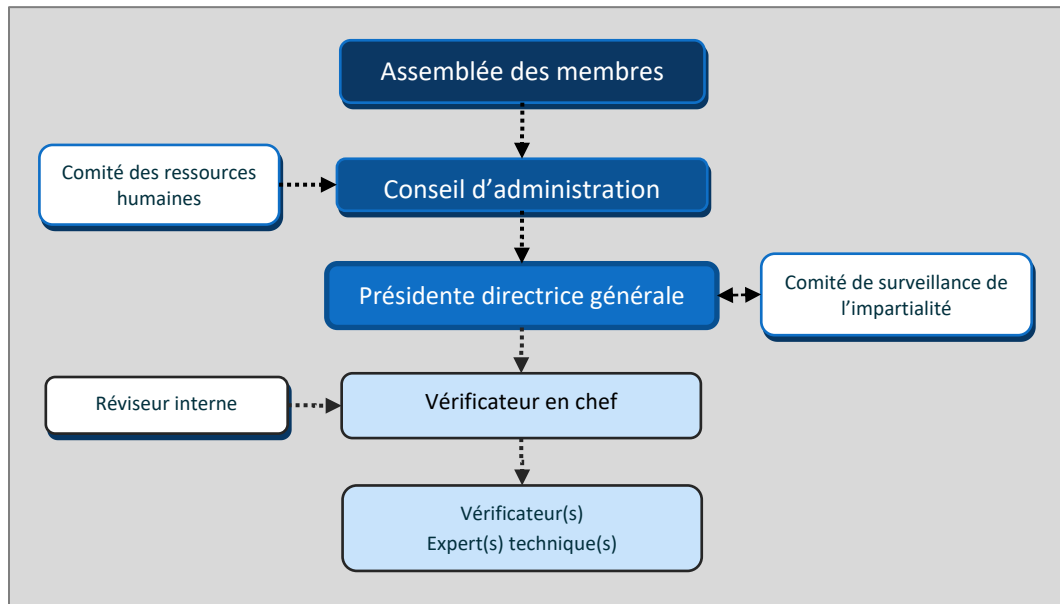 Assemblée des membres
Comité des ressources
humaines
Conseil d’administration
Présidente directrice générale
Comité de surveillance de
l’impartialité
Réviseur interne
Vérificateur en chef
Vérificateur(s)
Expert(s) technique(s)